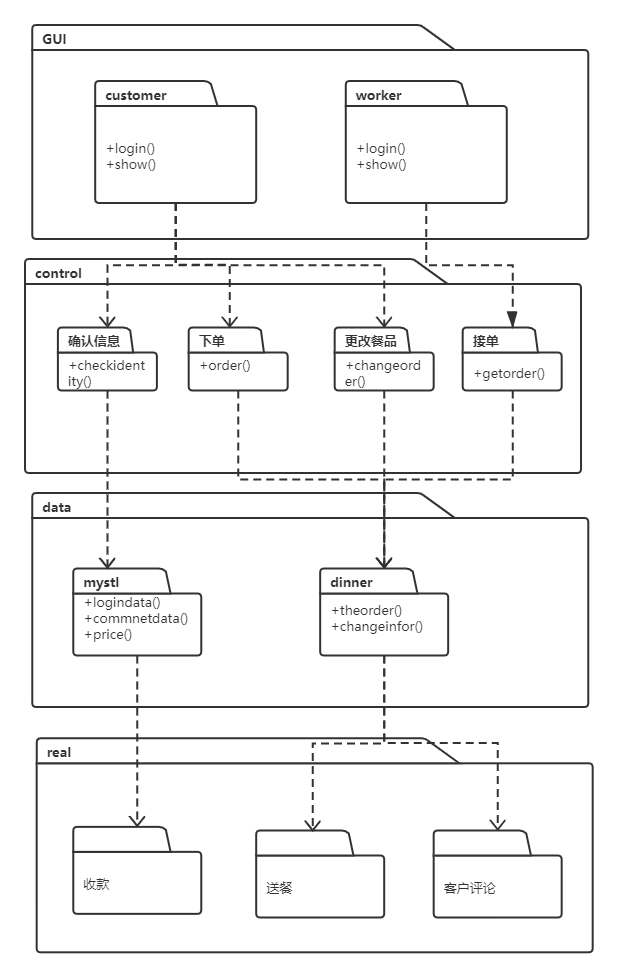 GUI
customer
+login()
+show()
worker
+login()
+show()
control
确认信息
+checkident
ity()
下单
+order()
更改餐品
+changeord
er()
接单
+getorder()
data
mystl
+logindata()
+commnetdata()
+price()
dinner
+theorder()
+changeinfor()
real
收款
送餐
客户评论